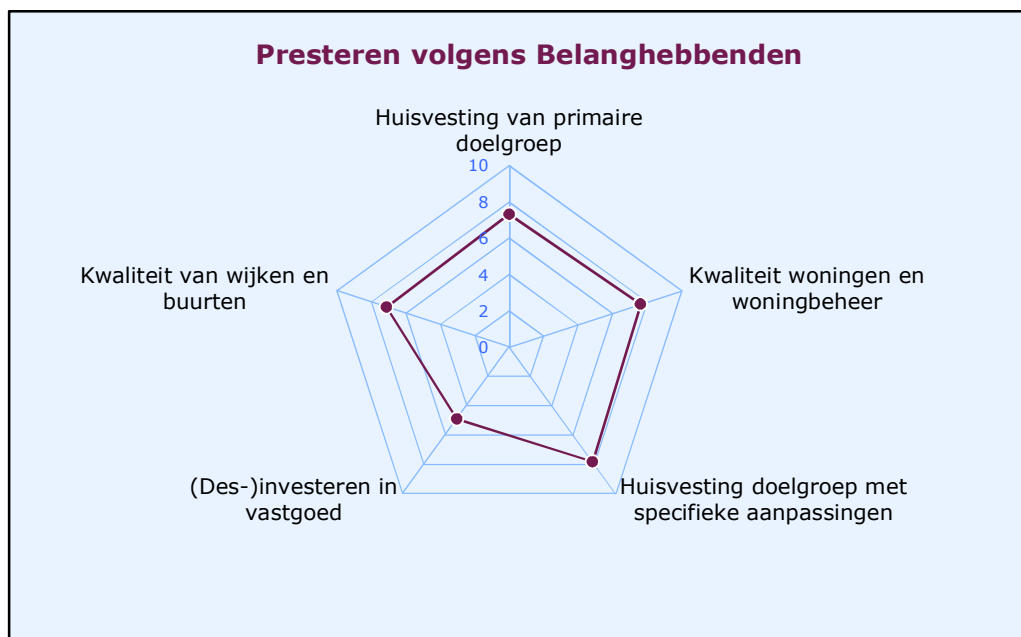 Presteren volgens Belanghebbenden
Huisvesting van primaire
doelgroep
10
8
6
4
2
0
Kwaliteit woningen en
woningbeheer
Huisvesting doelgroep met
specifieke aanpassingen
(Des-)investeren in
vastgoed
Kwaliteit van wijken en
buurten